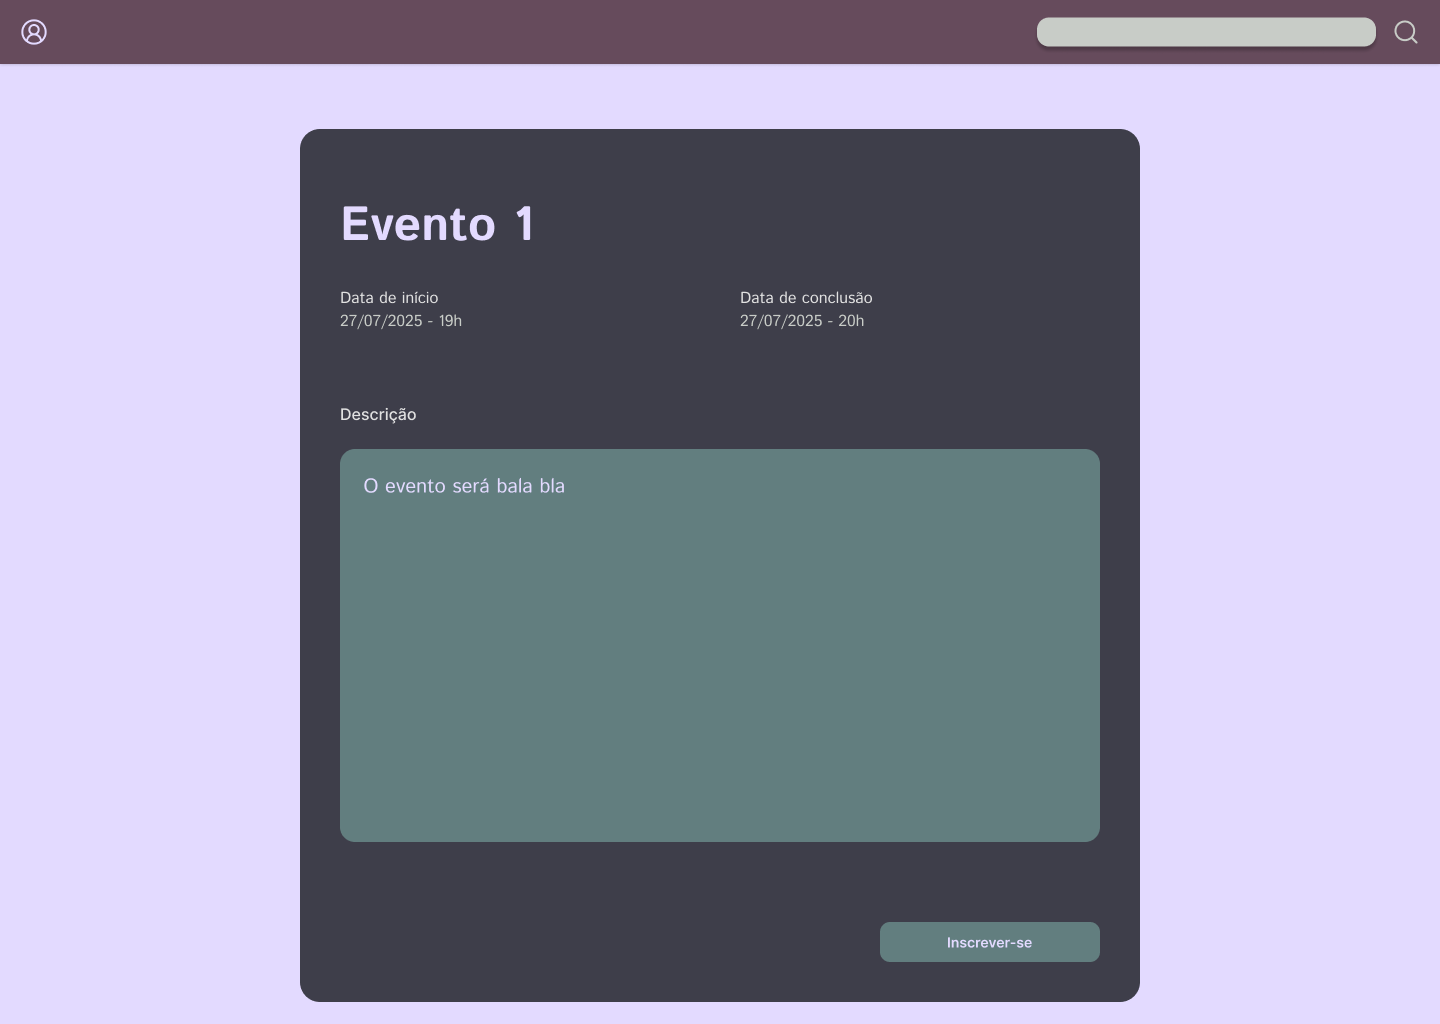 Evento 1
Data de início
27/07/2025 - 19h
Data de conclusão
27/07/2025 - 20h
Descrição
O evento será bala bla
Inscrever-se